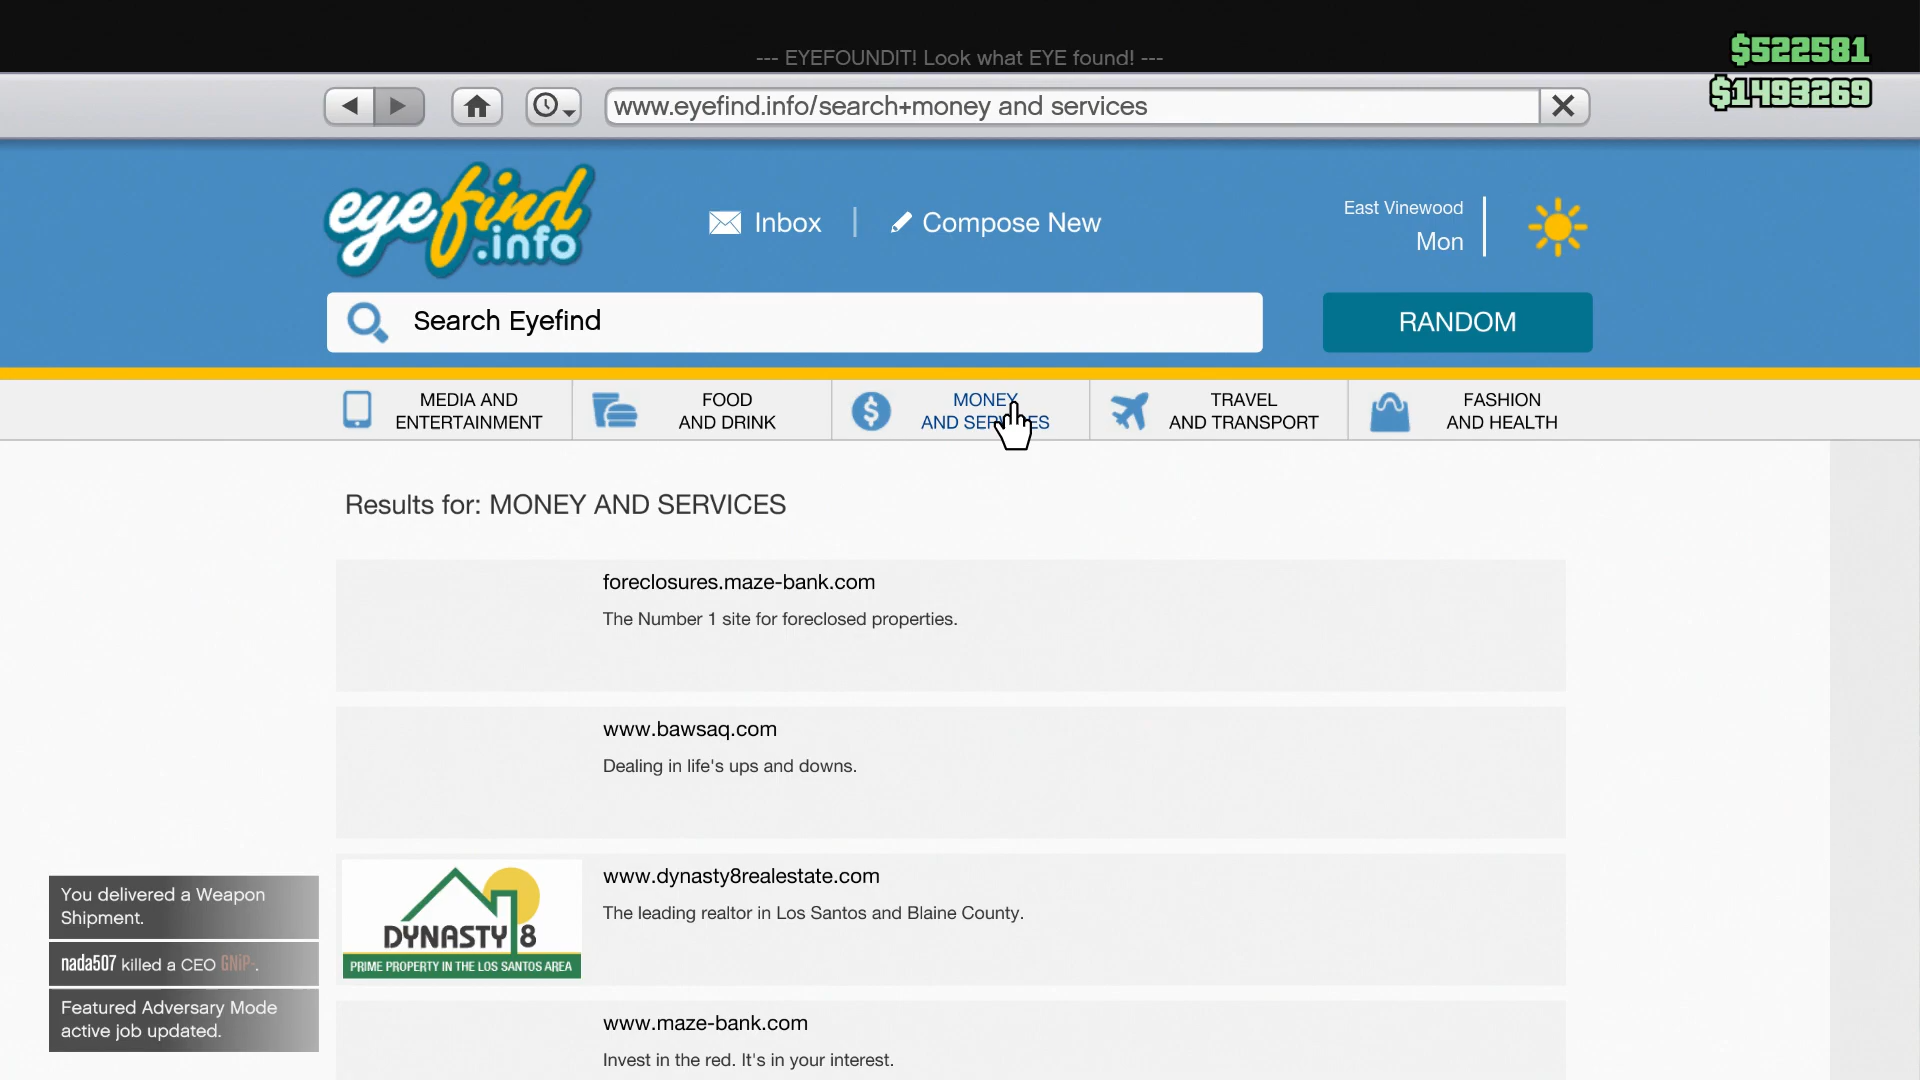 --- EYEFOUNDIT! Look what EYE found! ---
$522581
$1493269
www.eyefind.info/search+money and services
eyefind
.info
Inbox
Compose New
East Vinewood
Mon
Search Eyefind
RANDOM
MEDIA AND
ENTERTAINMENT
FOOD
AND DRINK
MONEY
AND SERVICES
TRAVEL
AND TRANSPORT
FASHION
AND HEALTH
Results for: MONEY AND SERVICES
foreclosures.maze-bank.com
The Number 1 site for foreclosed properties.
www.bawsaq.com
Dealing in life's ups and downs.
DYNASTY 8
PRIME PROPERTY IN THE LOS SANTOS AREA
www.dynasty8realestate.com
The leading realtor in Los Santos and Blaine County.
www.maze-bank.com
Invest in the red. It's in your interest.
You delivered a Weapon
Shipment.
nada507 killed a CEO GNiP-.
Featured Adversary Mode
active job updated.